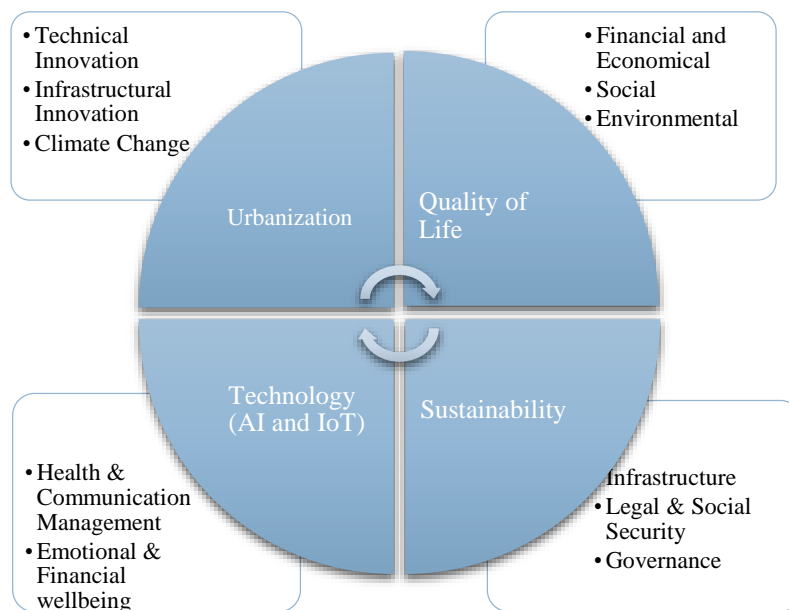 • Technical
Innovation
• Infrastructural
Innovation
• Climate Change
• Financial and
Economical
• Social
• Environmental
Urbanization
Quality of
Life
Technology
(AI and IoT)
Sustainability
• Health &
Communication
Management
• Emotional &
Financial
wellbeing
Infrastructure
• Legal & Social
Security
• Governance